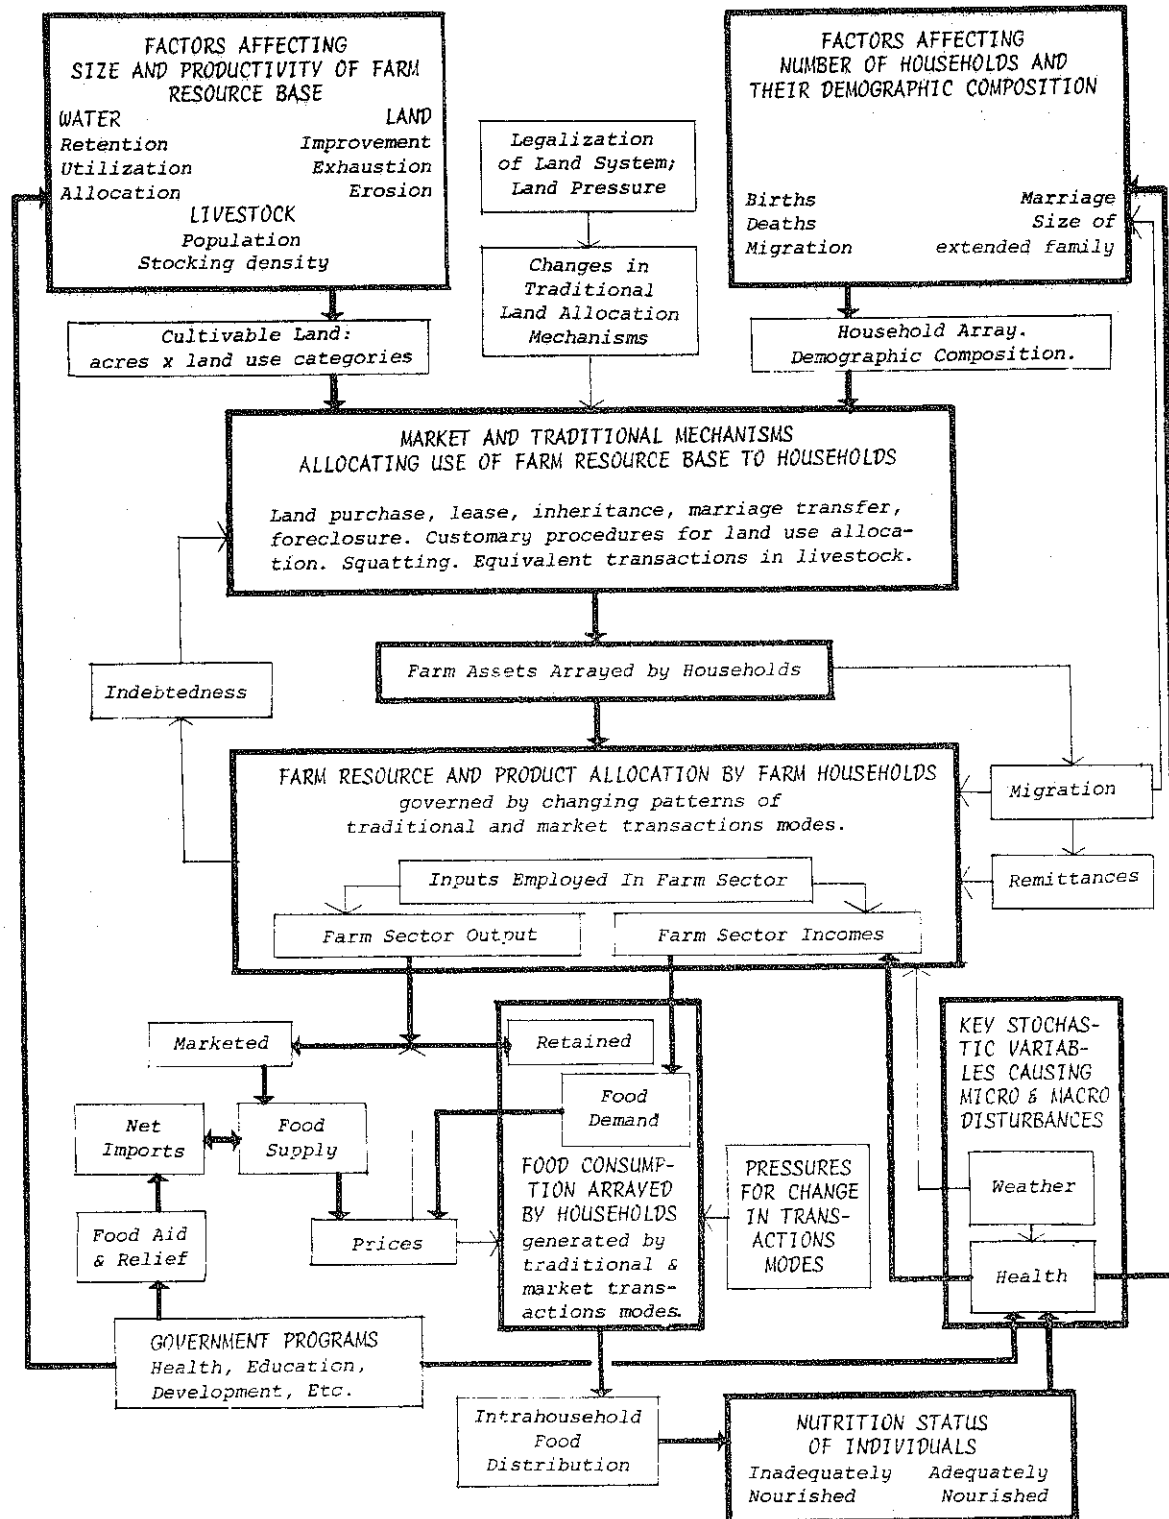 FACTORS AFFECTING
SIZE AND PRODUCTIVITY OF FARM
RESOURCE BASE
WATER
LAND
Retention
Improvement
Utilization
Exhaustion
Allocation
Erosion
LIVESTOCK
Population
Stocking density
Legalization
of Land System;
Land Pressure
FACTORS AFFECTING
NUMBER OF HOUSEHOLDS AND
THEIR DEMOGRAPHIC COMPOSITION
Births
Marriage
Deaths
Size of
Migration
extended family
Changes in
Traditional
Land Allocation
Mechanisms
Cultivable Land:
acres x land use categories
Household Array.
Demographic Composition.
MARKET AND TRADITIONAL MECHANISMS
ALLOCATING USE OF FARM RESOURCE BASE TO HOUSEHOLDS
Land purchase, lease, inheritance, marriage transfer,
foreclosure. Customary procedures for land use alloca-
tion. Squatting. Equivalent transactions in livestock.
Indebtedness
Farm Assets Arrayed by Households
FARM RESOURCE AND PRODUCT ALLOCATION BY FARM HOUSEHOLDS
governed by changing patterns of
traditional and market transactions modes.
Migration
Remittances
Inputs Employed In Farm Sector
Farm Sector Output
Farm Sector Incomes
Marketed
Retained
KEY STOCHAS-
TIC VARIAB-
LES CAUSING
MICRO & MACRO
DISTURBANCES
Food
Demand
Net
Imports
Food
Supply
FOOD CONSUMP-
TION ARRAYED
BY HOUSEHOLDS
generated by
traditional &
market trans-
actions modes.
PRESSURES
FOR CHANGE
IN TRANS-
ACTIONS
MODES
Weather
Food Aid
& Relief
Prices
Health
GOVERNMENT PROGRAMS
Health, Education,
Development, Etc.
Intrahousehold
Food
Distribution
NUTRITION STATUS
OF INDIVIDUALS
Inadequately
Adequately
Nourished
Nourished